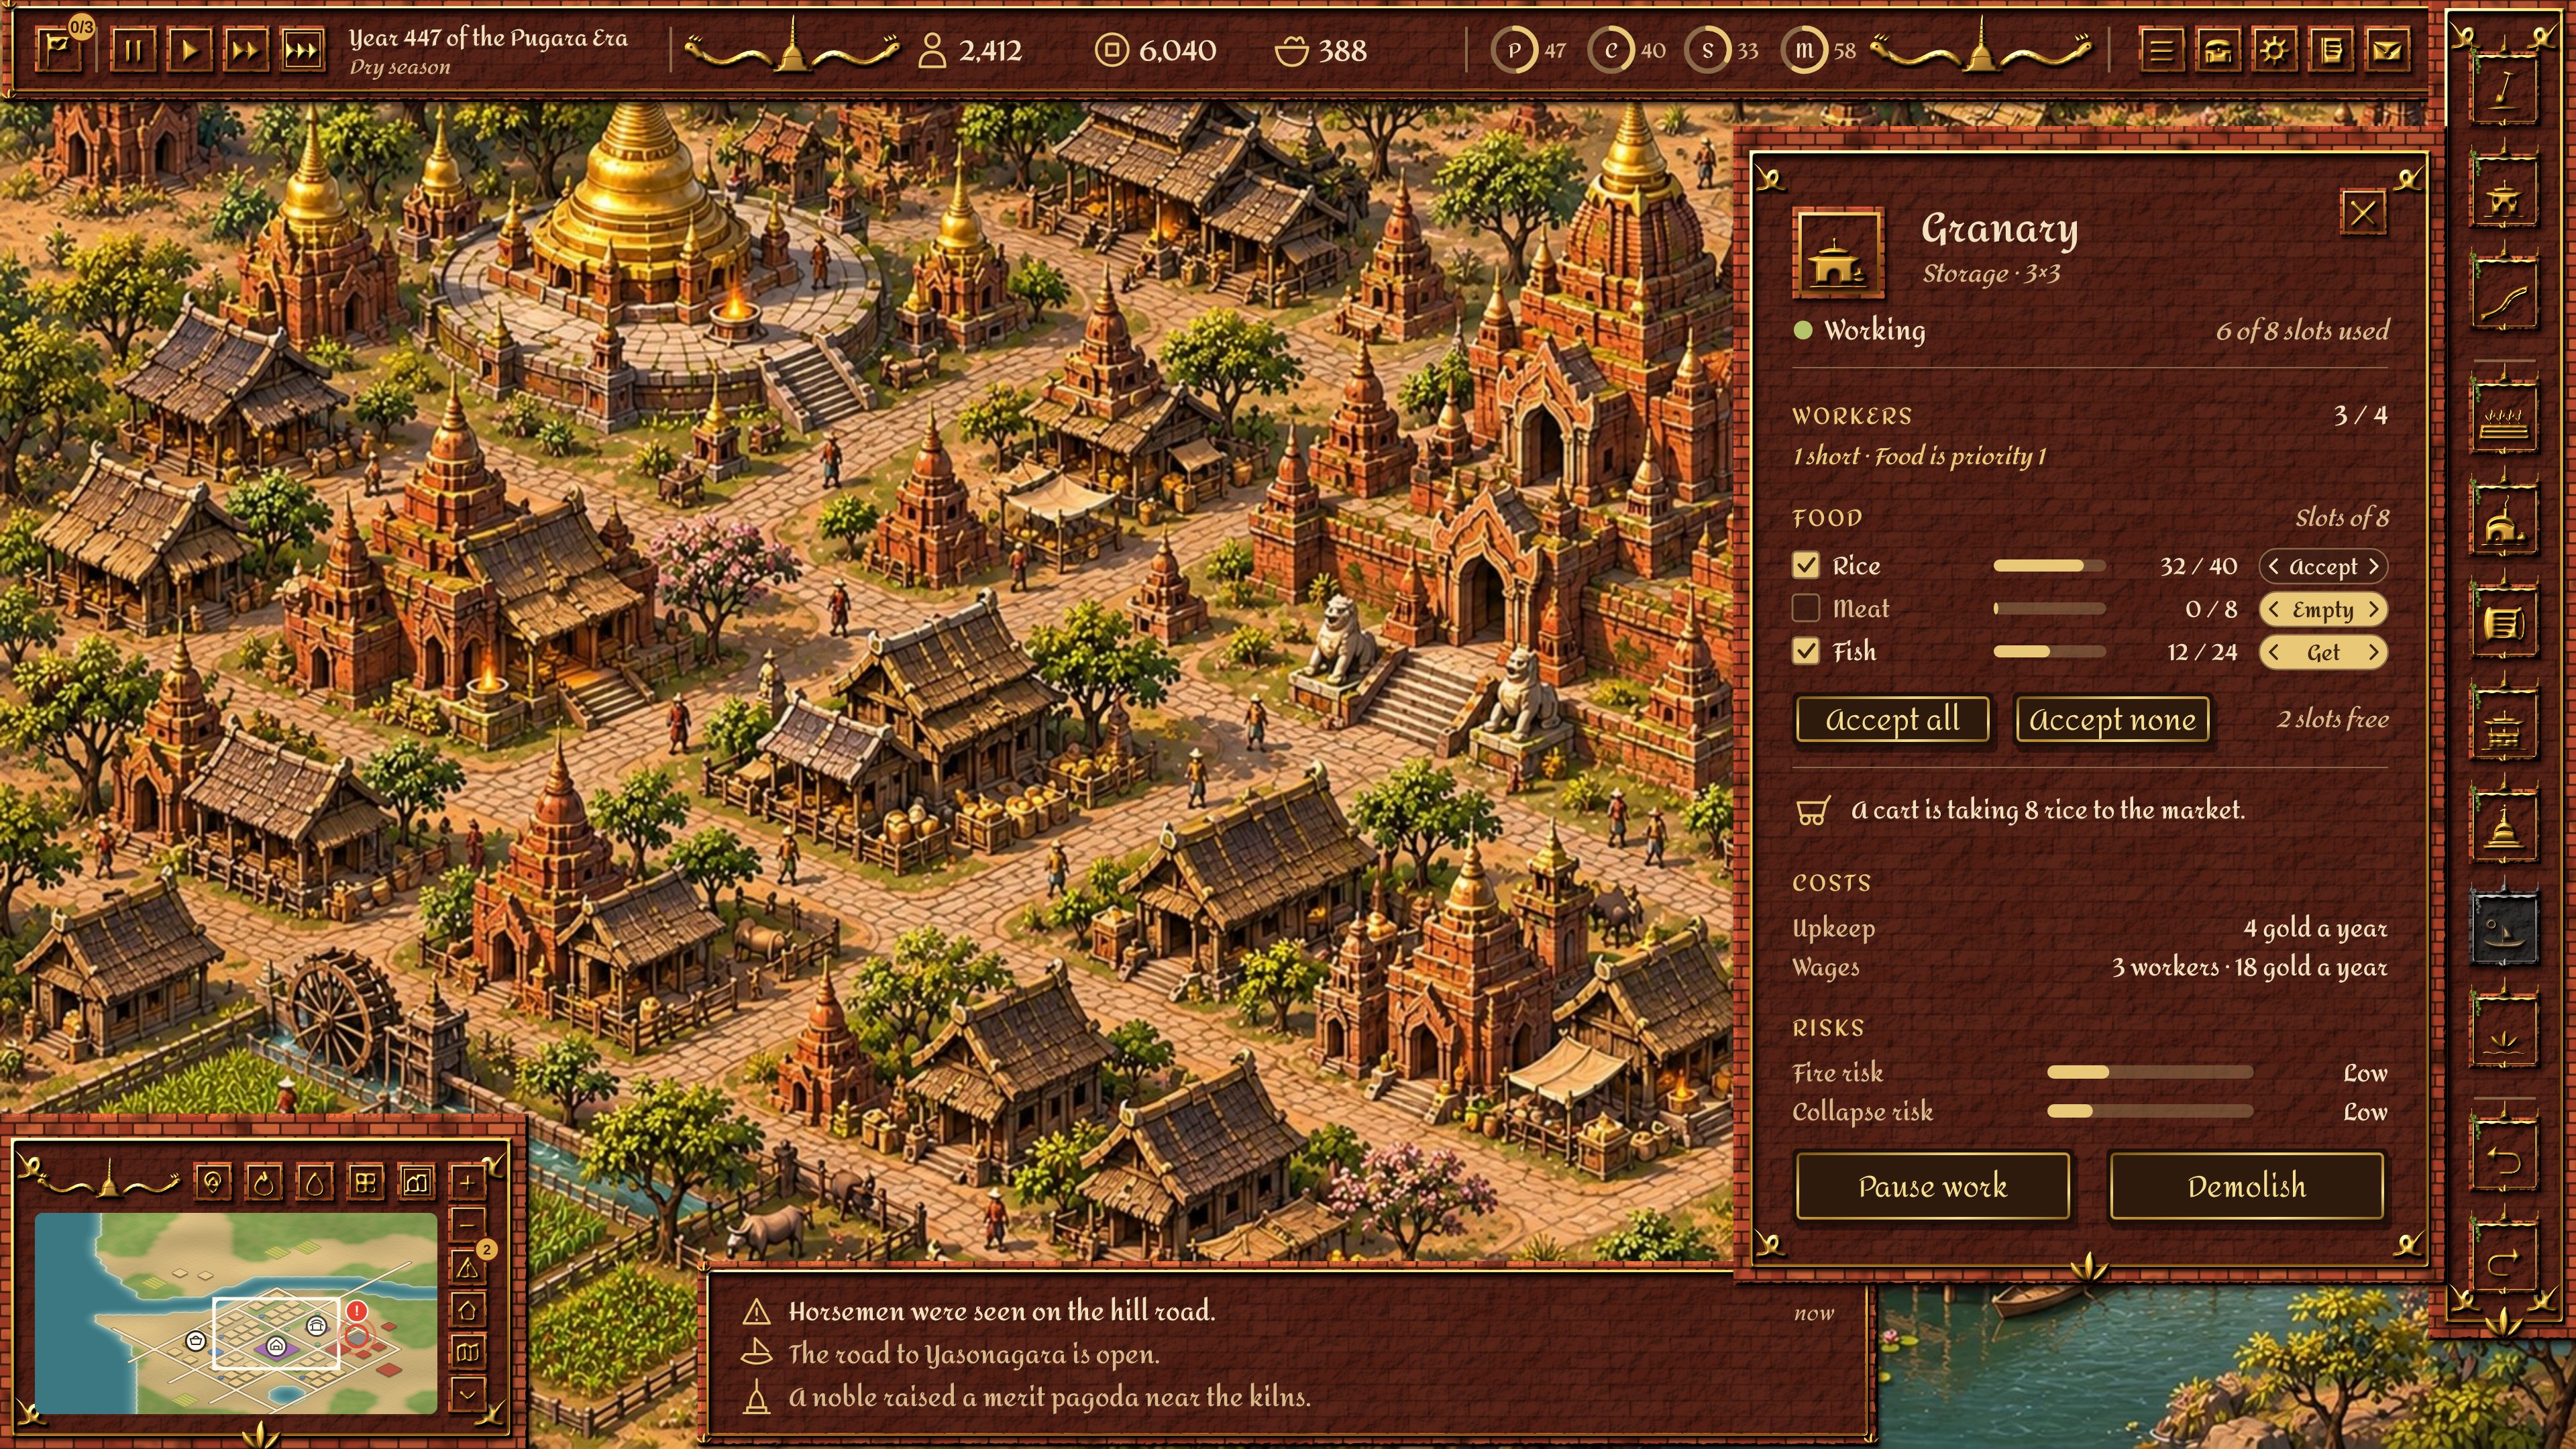 0/3
Year 447 of the Pugara Era
Dry season
2,412
6,040
388
P 47
C 40
S 33
M 58
Granary
Storage · 3×3
Working
6 of 8 slots used
WORKERS
3 / 4
1 short · Food is priority 1
FOOD
Slots of 8
Rice
32 / 40
< Accept >
Meat
0 / 8
< Empty >
Fish
12 / 24
< Get >
Accept all
Accept none
2 slots free
A cart is taking 8 rice to the market.
COSTS
Upkeep
4 gold a year
Wages
3 workers · 18 gold a year
RISKS
Fire risk
Low
Collapse risk
Low
Pause work
Demolish
2
!
Horsemen were seen on the hill road.
now
The road to Yasonagara is open.
A noble raised a merit pagoda near the kilns.